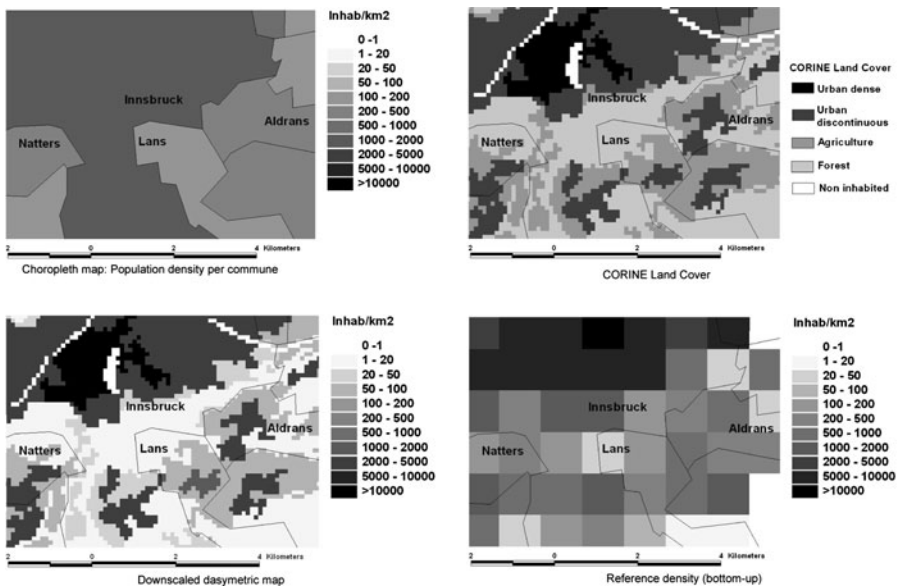 Inhab/km2
0 -1
1 - 20
20 - 50
50 - 100
100 - 200
200 - 500
500 - 1000
1000 - 2000
2000 - 5000
5000 - 10000
>10000
Innsbruck
Aldrans
Natters
Lans
2 0 2 4 Kilometers
Choropleth map: Population density per commune
CORINE Land Cover
Urban dense
Urban
discontinuous
Agriculture
Forest
Non inhabited
Innsbruck
Aldrans
Natters
Lans
2 0 2 4 Kilometers
CORINE Land Cover
Inhab/km2
0 -1
1 - 20
20 - 50
50 - 100
100 - 200
200 - 500
500 - 1000
1000 - 2000
2000 - 5000
5000 - 10000
>10000
Innsbruck
Aldrans
Natters
Lans
2 0 2 4 Kilometers
Downscaled dasymetric map
Inhab/km2
0 -1
1 - 20
20 - 50
50 - 100
100 - 200
200 - 500
500 - 1000
1000 - 2000
2000 - 5000
5000 - 10000
>10000
Innsbruck
Aldrans
Natters
Lans
2 0 2 4 Kilometers
Reference density (bottom-up)